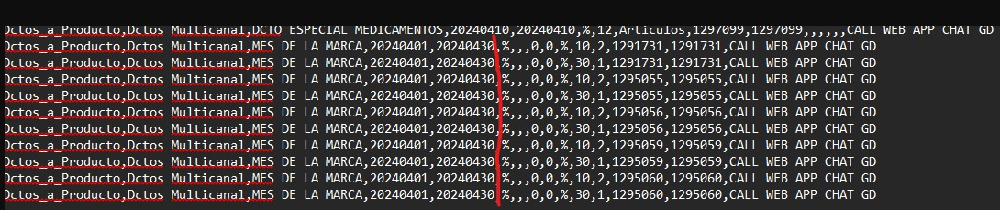 Dctos_a_Producto,Dctos Multicanal,DCTO ESPECIAL MEDICAMENTOS,20240410,20240410,%,12,Articulos,1297099,1297099,,,,,,CALL WEB APP CHAT GD
Dctos_a_Producto,Dctos Multicanal,MES DE LA MARCA,20240401,20240430,%,,,0,0,%,10,2,1291731,1291731,CALL WEB APP CHAT GD
Dctos_a_Producto,Dctos Multicanal,MES DE LA MARCA,20240401,20240430,%,,,0,0,%,30,1,1291731,1291731,CALL WEB APP CHAT GD
Dctos_a_Producto,Dctos Multicanal,MES DE LA MARCA,20240401,20240430,%,,,0,0,%,10,2,1295055,1295055,CALL WEB APP CHAT GD
Dctos_a_Producto,Dctos Multicanal,MES DE LA MARCA,20240401,20240430,%,,,0,0,%,30,1,1295055,1295055,CALL WEB APP CHAT GD
Dctos_a_Producto,Dctos Multicanal,MES DE LA MARCA,20240401,20240430,%,,,0,0,%,10,2,1295056,1295056,CALL WEB APP CHAT GD
Dctos_a_Producto,Dctos Multicanal,MES DE LA MARCA,20240401,20240430,%,,,0,0,%,30,1,1295056,1295056,CALL WEB APP CHAT GD
Dctos_a_Producto,Dctos Multicanal,MES DE LA MARCA,20240401,20240430,%,,,0,0,%,10,2,1295059,1295059,CALL WEB APP CHAT GD
Dctos_a_Producto,Dctos Multicanal,MES DE LA MARCA,20240401,20240430,%,,,0,0,%,30,1,1295059,1295059,CALL WEB APP CHAT GD
Dctos_a_Producto,Dctos Multicanal,MES DE LA MARCA,20240401,20240430,%,,,0,0,%,10,2,1295060,1295060,CALL WEB APP CHAT GD
Dctos_a_Producto,Dctos Multicanal,MES DE LA MARCA,20240401,20240430,%,,,0,0,%,30,1,1295060,1295060,CALL WEB APP CHAT GD